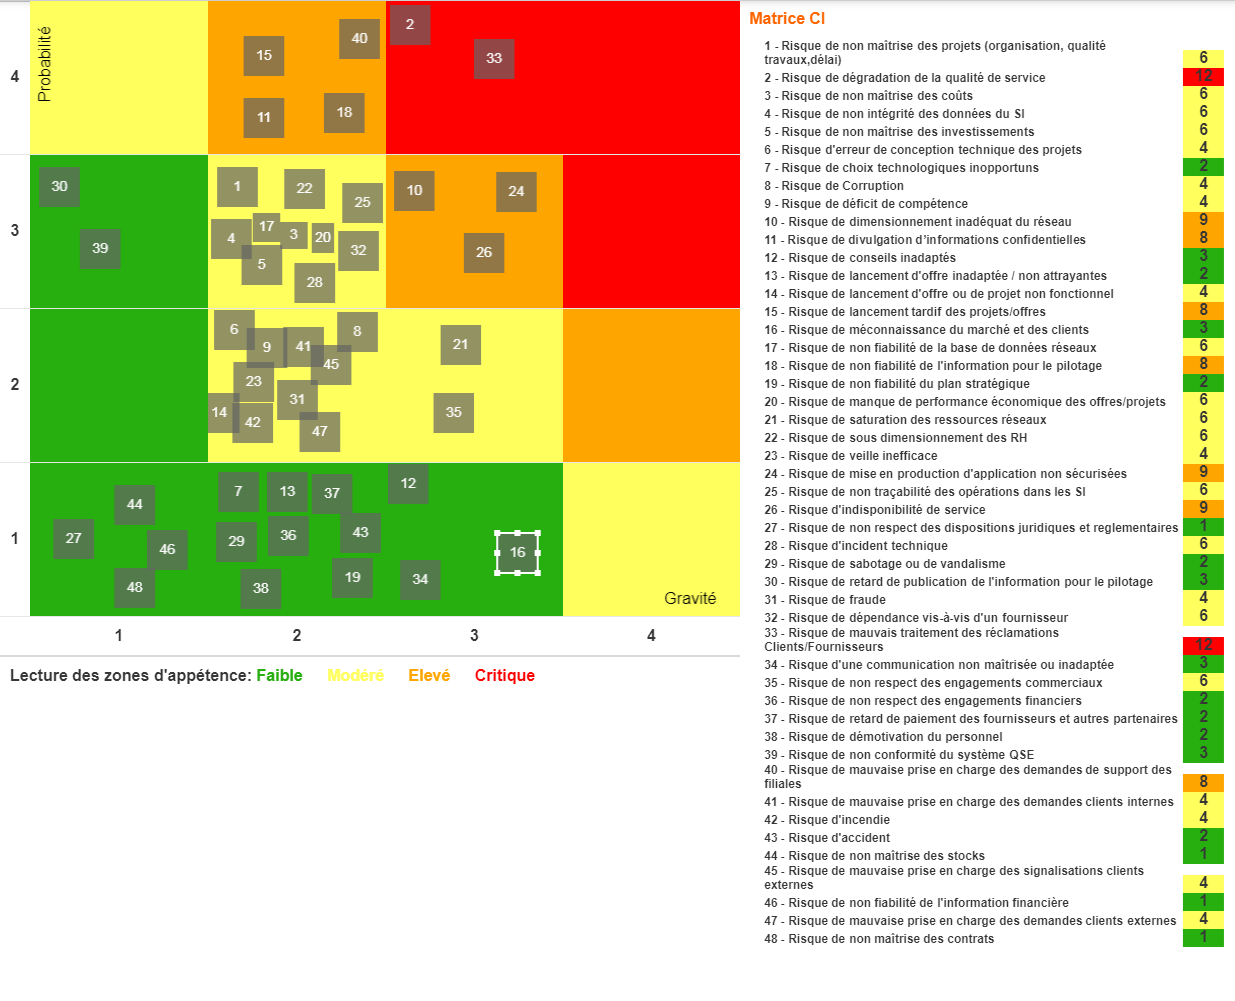 Probabilité
4
15
40
2
33
11
18
3
30
39
1
22
25
17
4
3
20
32
5
28
10
24
26
2
6
8
9
41
45
23
31
14
42
47
21
35
1
44
27
46
48
7
13
37
12
29
36
43
16
38
19
34
Gravité
1
2
3
4
Lecture des zones d'appétence: Faible Modéré Elevé Critique
Matrice CI
1 - Risque de non maîtrise des projets (organisation, qualité
travaux,délai) 6
2 - Risque de dégradation de la qualité de service 12
3 - Risque de non maîtrise des coûts 6
4 - Risque de non intégrité des données du SI 6
5 - Risque de non maîtrise des investissements 6
6 - Risque d'erreur de conception technique des projets 4
7 - Risque de choix technologiques inopportuns 2
8 - Risque de Corruption 4
9 - Risque de déficit de compétence 4
10 - Risque de dimensionnement inadéquat du réseau 9
11 - Risque de divulgation d'informations confidentielles 8
12 - Risque de conseils inadaptés 3
13 - Risque de lancement d'offre inadaptée / non attrayantes 2
14 - Risque de lancement d'offre ou de projet non fonctionnel 4
15 - Risque de lancement tardif des projets/offres 8
16 - Risque de méconnaissance du marché et des clients 3
17 - Risque de non fiabilité de la base de données réseaux 6
18 - Risque de non fiabilité de l'information pour le pilotage 8
19 - Risque de non fiabilité du plan stratégique 2
20 - Risque de manque de performance économique des offres/projets 6
21 - Risque de saturation des ressources réseaux 6
22 - Risque de sous dimensionnement des RH 6
23 - Risque de veille inefficace 4
24 - Risque de mise en production d'application non sécurisées 9
25 - Risque de non traçabilité des opérations dans les SI 6
26 - Risque d'indisponibilité de service 9
27 - Risque de non respect des dispositions juridiques et reglementaires 1
28 - Risque d'incident technique 6
29 - Risque de sabotage ou de vandalisme 2
30 - Risque de retard de publication de l'information pour le pilotage 3
31 - Risque de fraude 4
32 - Risque de dépendance vis-à-vis d'un fournisseur 6
33 - Risque de mauvais traitement des réclamations
Clients/Fournisseurs 12
34 - Risque d'une communication non maîtrisée ou inadaptée 3
35 - Risque de non respect des engagements commerciaux 6
36 - Risque de non respect des engagements financiers 2
37 - Risque de retard de paiement des fournisseurs et autres partenaires 2
38 - Risque de démotivation du personnel 2
39 - Risque de non conformité du système QSE 3
40 - Risque de mauvaise prise en charge des demandes de support des
filiales 8
41 - Risque de mauvaise prise en charge des demandes clients internes 4
42 - Risque d'incendie 4
43 - Risque d'accident 2
44 - Risque de non maîtrise des stocks 1
45 - Risque de mauvaise prise en charge des signalisations clients
externes 4
46 - Risque de non fiabilité de l'information financière 1
47 - Risque de mauvaise prise en charge des demandes clients externes 4
48 - Risque de non maîtrise des contrats 1